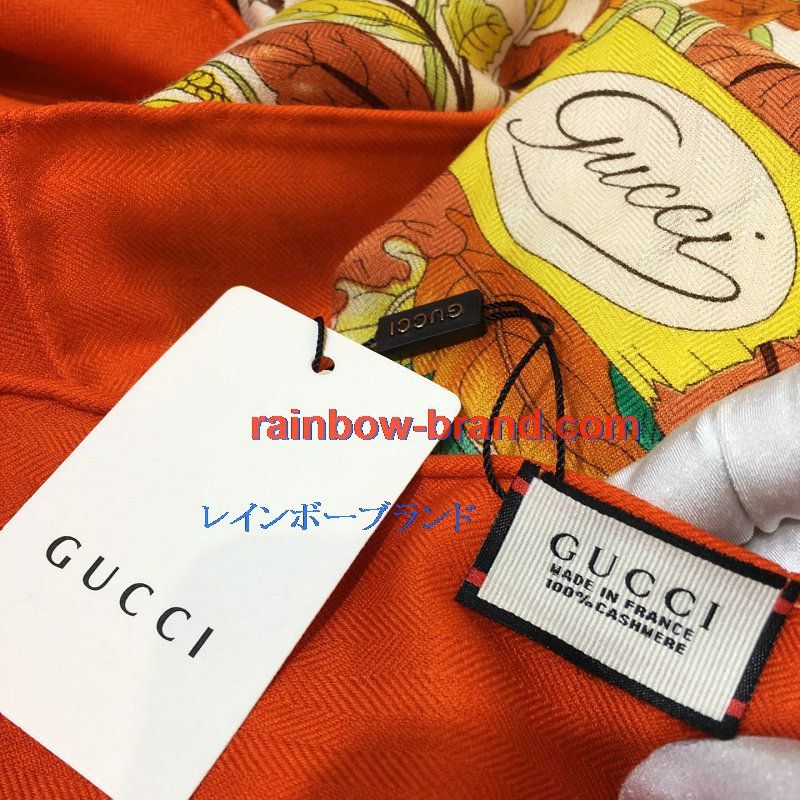 Gucci
GUCCI
rainbow-brand.com
レインボーブランド
GUCCI
GUCCI
MADE IN FRANCE
100% CASHMERE